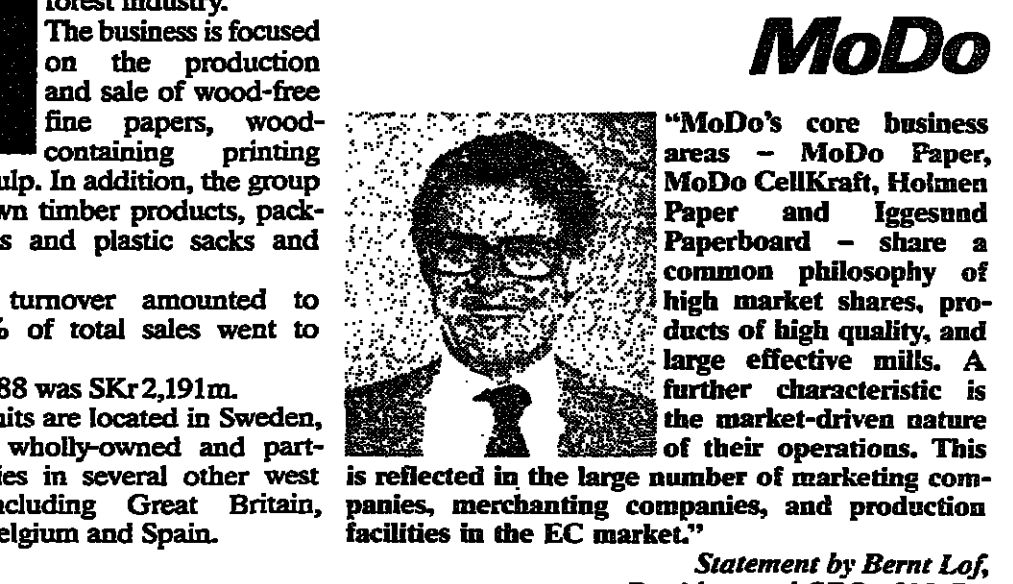 forest industry.
The business is focused
on the production
and sale of wood-free
fine papers, wood-
containing printing
In addition, the group
timber products, pack-
and plastic sacks and
turnover amounted to
% of total sales went to
88 was SKr 2,191m.
are located in Sweden,
wholly-owned and part-
in several other west
Great Britain,
and Spain.
MoDo
“MoDo’s core business
areas – MoDo Paper,
MoDo CellKraft, Holmen
Paper and Iggesund
Paperboard – share a
common philosophy of
high market shares, pro-
ducts of high quality, and
large effective mills. A
further characteristic is
the market-driven nature
of their operations. This
is reflected in the large number of marketing com-
panies, merchanting companies, and production
facilities in the EC market.”
Statement by Bernt Lof,